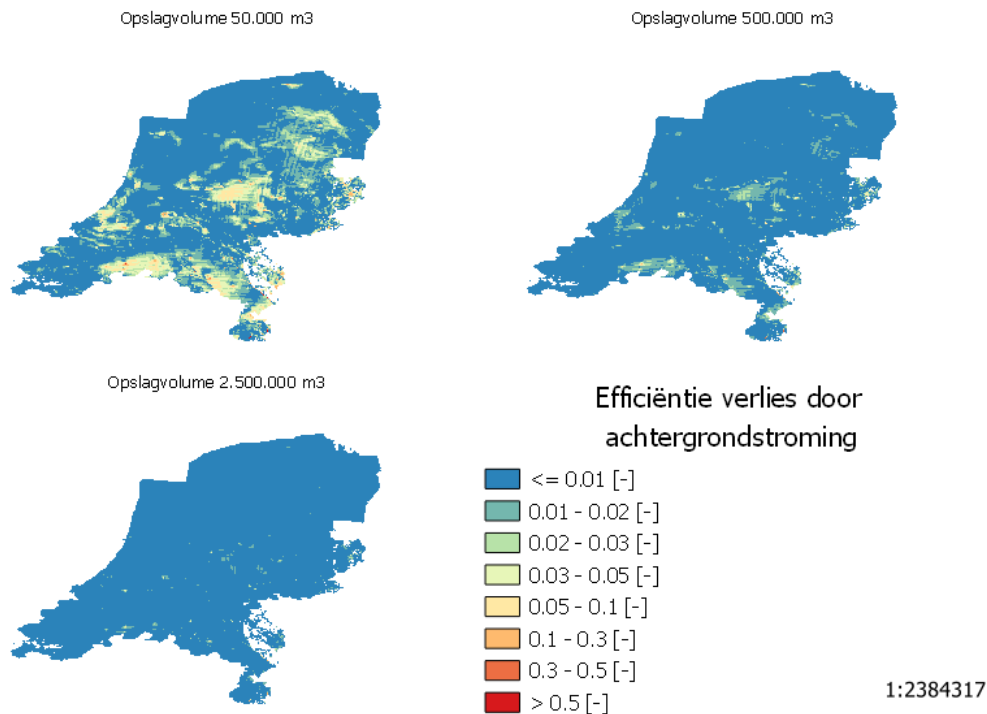 Opslagvolume 50.000 m3
Opslagvolume 500.000 m3
Opslagvolume 2.500.000 m3
Efficiëntie verlies door
achtergrondstroming
<= 0.01 [-]
0.01 - 0.02 [-]
0.02 - 0.03 [-]
0.03 - 0.05 [-]
0.05 - 0.1 [-]
0.1 - 0.3 [-]
0.3 - 0.5 [-]
> 0.5 [-]
1:2384317